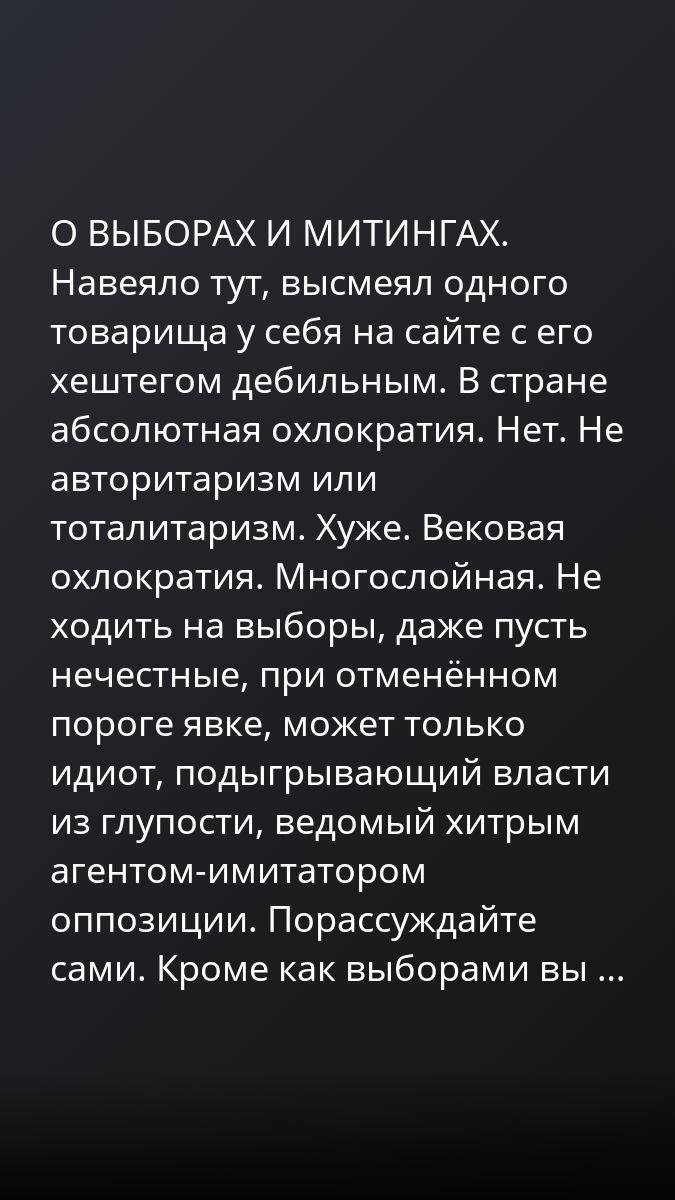 О ВЫБОРАХ И МИТИНГАХ.
Навеяло тут, высмеял одного
товарища у себя на сайте с его
хештегом дебильным. В стране
абсолютная охлократия. Нет. Не
авторитаризм или
тоталитаризм. Хуже. Вековая
охлократия. Многослойная. Не
ходить на выборы, даже пусть
нечестные, при отменённом
пороге явке, может только
идиот, подыгрывающий власти
из глупости, ведомый хитрым
агентом-имитатором
оппозиции. Порассуждайте
сами. Кроме как выборами вы ...